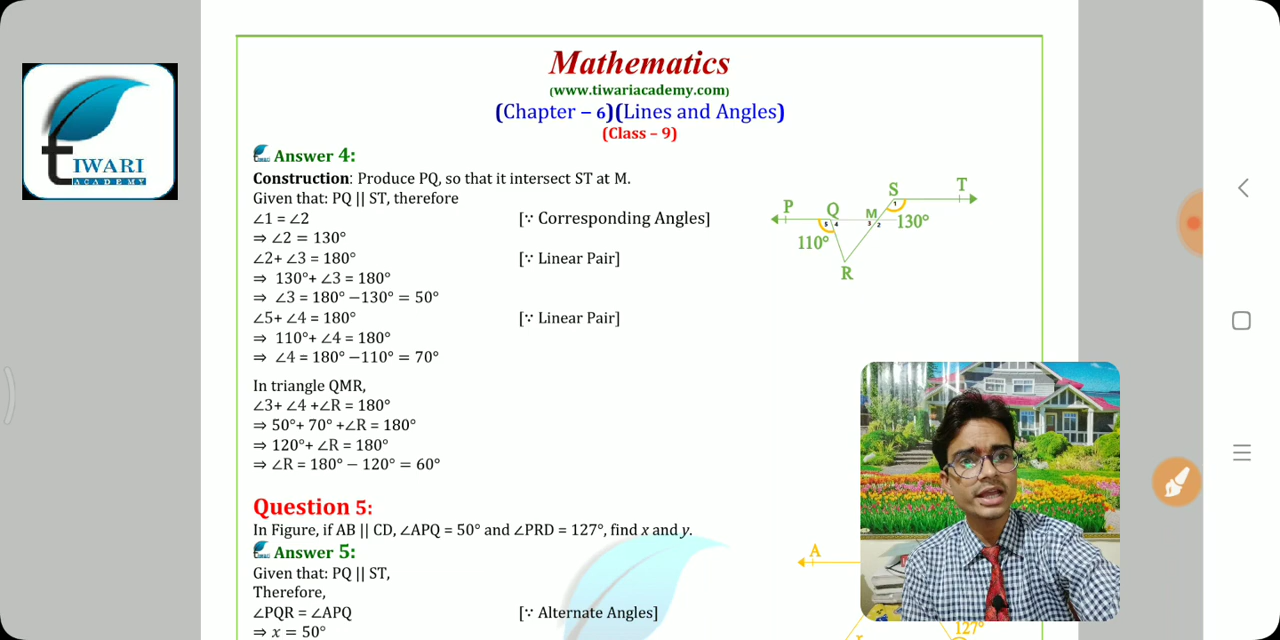 Mathematics
(www.tiwariacademy.com)
(Chapter – 6)(Lines and Angles)
(Class – 9)
TIWARI
ACADEMY
Answer 4:
Construction: Produce PQ, so that it intersect ST at M.
Given that: PQ || ST, therefore
∠1 = ∠2 [∵ Corresponding Angles]
⇒ ∠2 = 130°
∠2+ ∠3 = 180° [∵ Linear Pair]
⇒ 130°+ ∠3 = 180°
⇒ ∠3 = 180° −130° = 50°
∠5+ ∠4 = 180° [∵ Linear Pair]
⇒ 110°+ ∠4 = 180°
⇒ ∠4 = 180° −110° = 70°
P Q M S T
5 4 3 2 1
110° 130°
R
In triangle QMR,
∠3+ ∠4 +∠R = 180°
⇒ 50°+ 70° +∠R = 180°
⇒ 120°+ ∠R = 180°
⇒ ∠R = 180° − 120° = 60°
Question 5:
In Figure, if AB || CD, ∠APQ = 50° and ∠PRD = 127°, find x and y.
Answer 5:
Given that: PQ || ST,
Therefore,
∠PQR = ∠APQ [∵ Alternate Angles]
⇒ x = 50°
A
127°